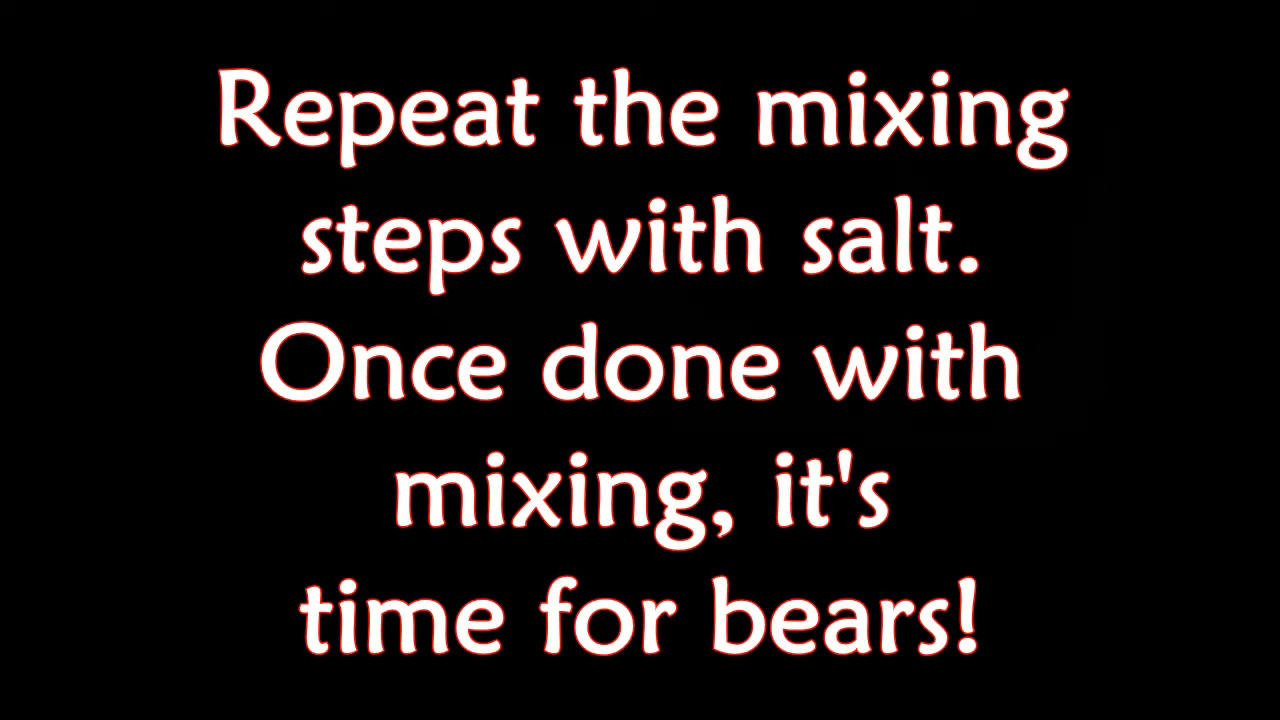 Repeat the mixing
steps with salt.
Once done with
mixing, it's
time for bears!